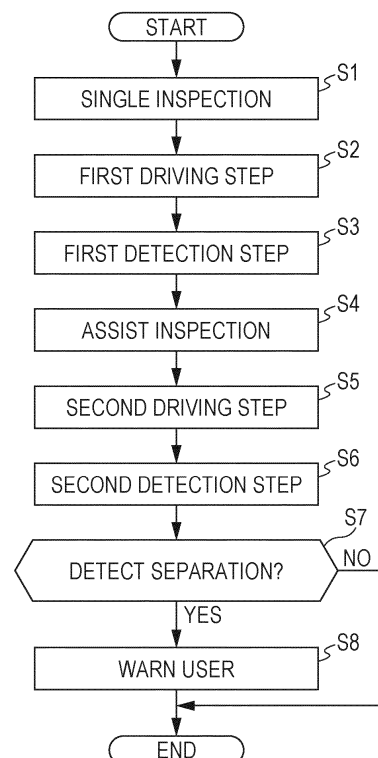 START
S1
SINGLE INSPECTION
S2
FIRST DRIVING STEP
S3
FIRST DETECTION STEP
S4
ASSIST INSPECTION
S5
SECOND DRIVING STEP
S6
SECOND DETECTION STEP
S7
DETECT SEPARATION?
NO
YES
S8
WARN USER
END